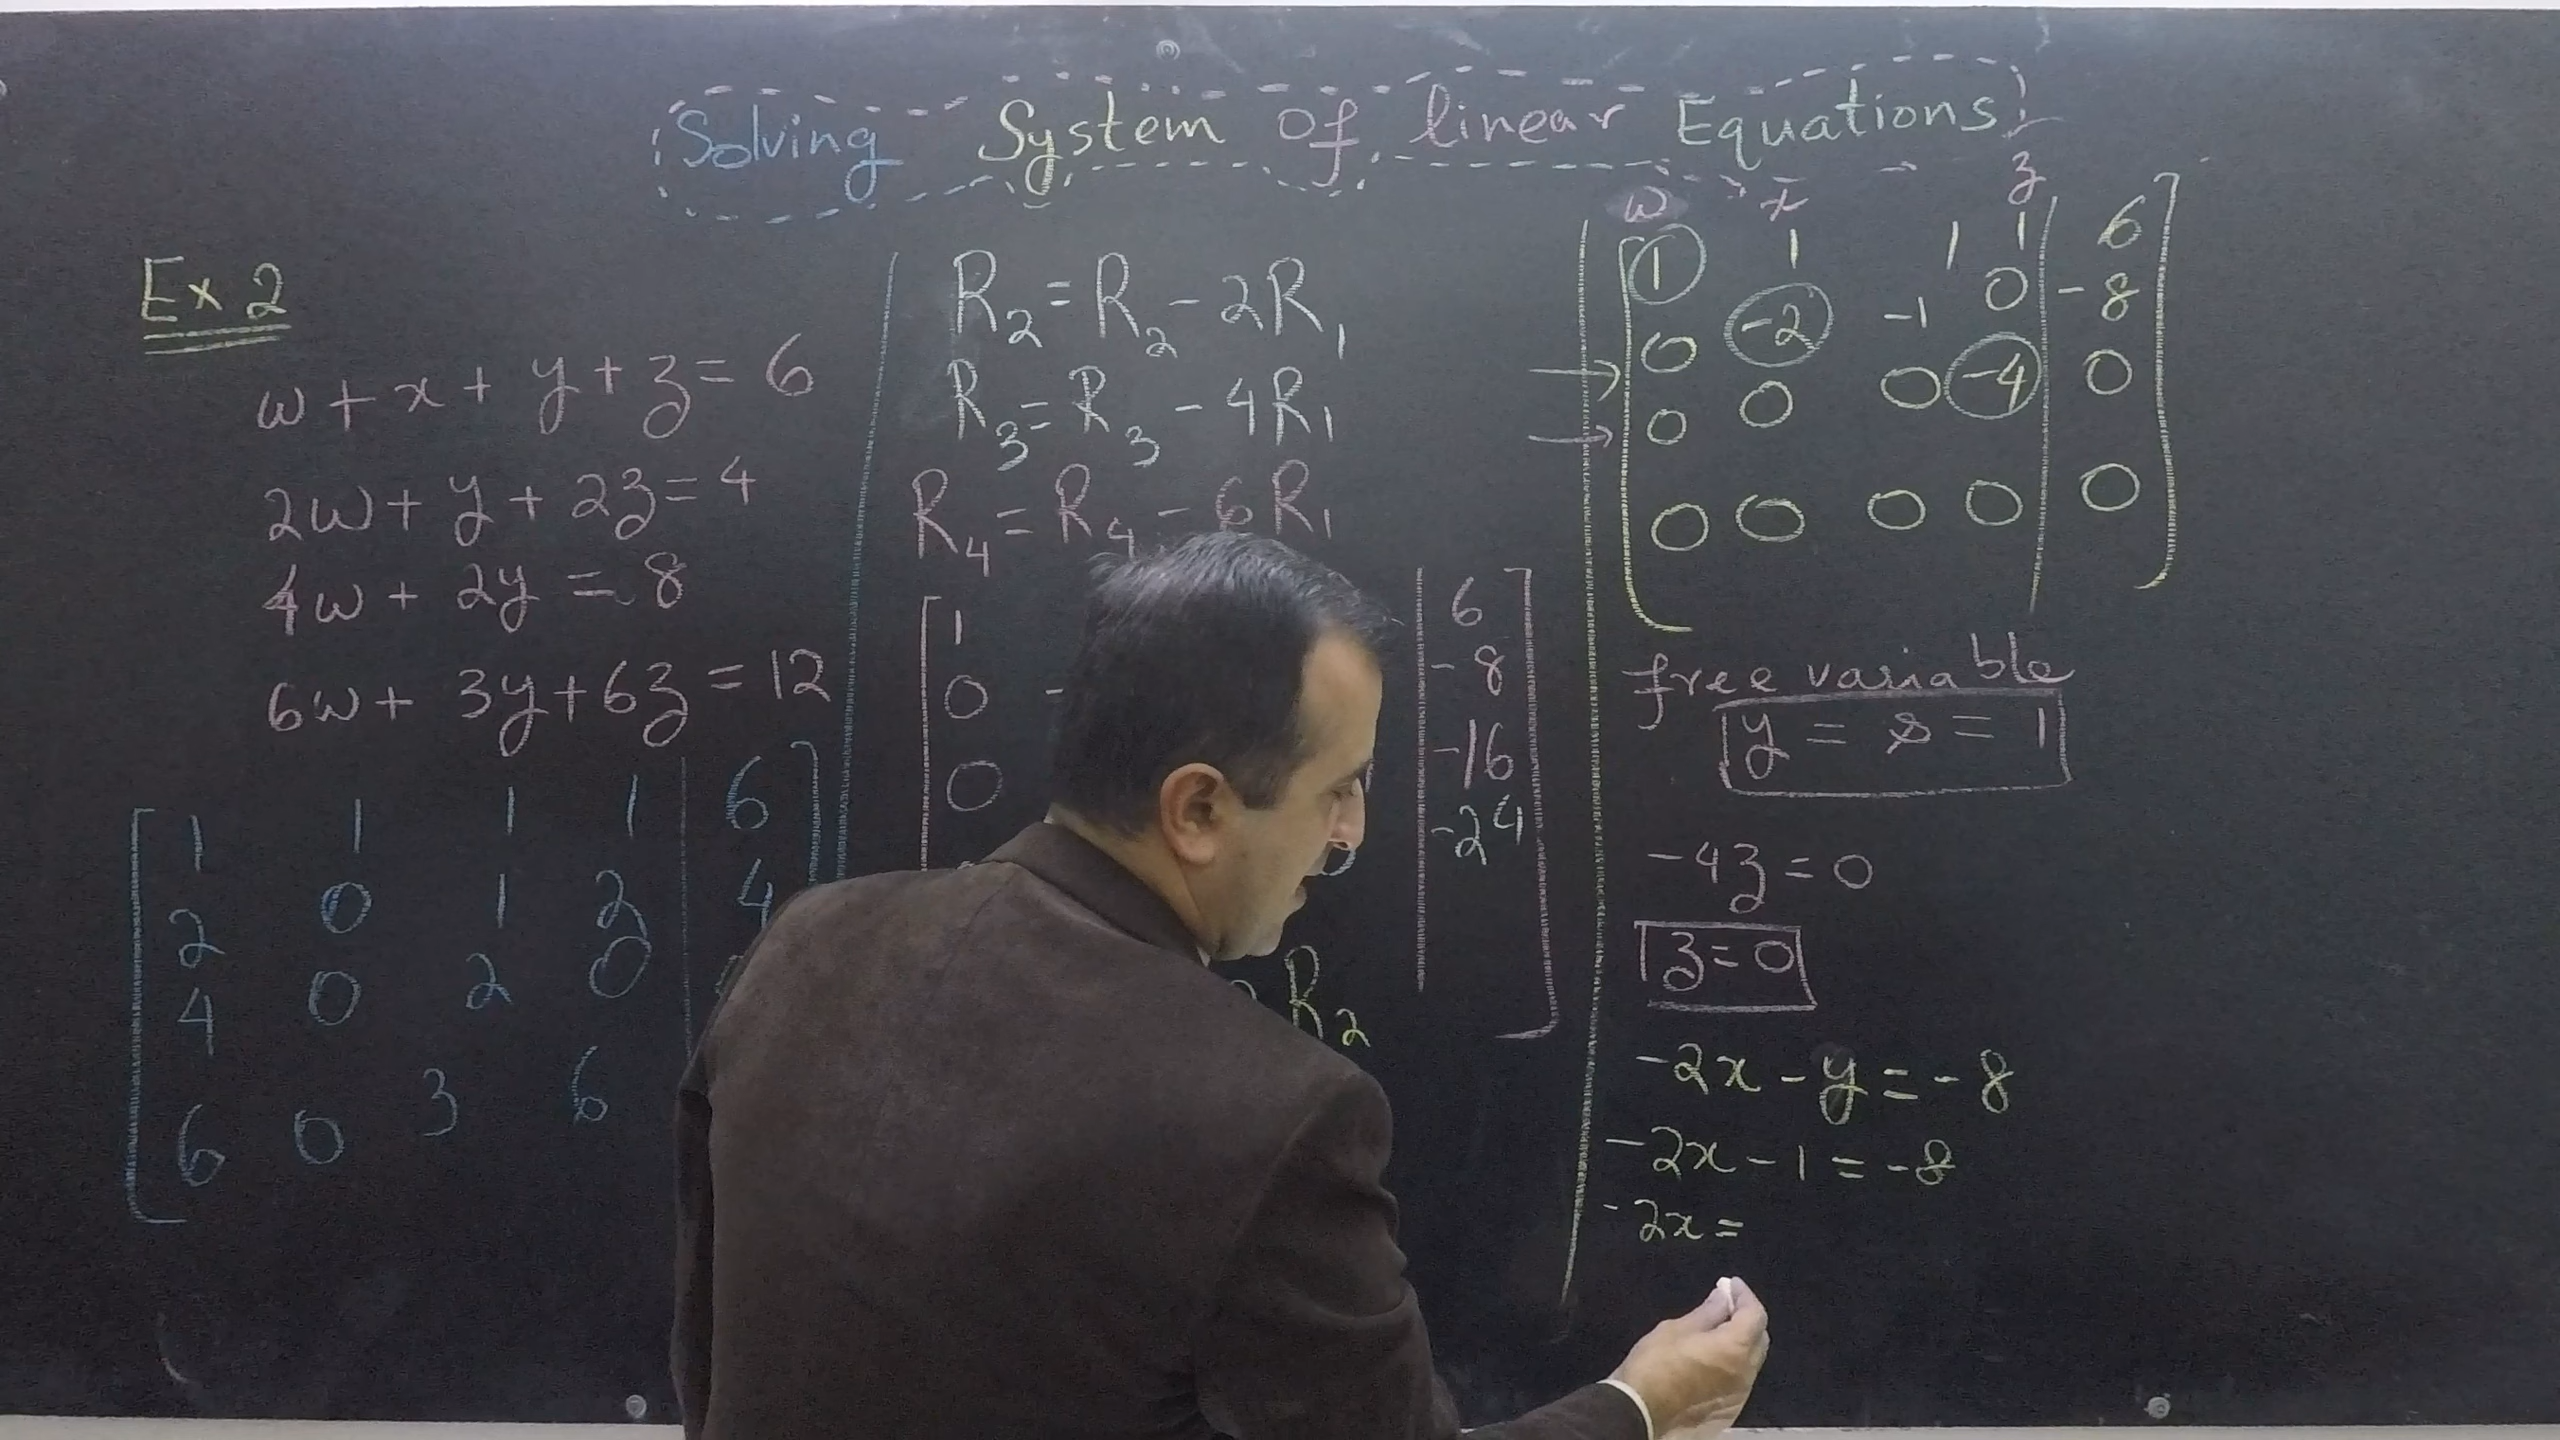 Solving System Of linear Equations
Ex 2
w + x + y + z = 6
2w + y + 2z = 4
4w + 2y = 8
6w + 3y + 6z = 12
1 1 1 1 | 6
2 0 1 2 | 4
4 0 2 0
6 0 3 6
R2 = R2 - 2R1
R3 = R3 - 4R1
R4 = R4 - 6R1
1 | 6
0 - | -8
0 | -16
-24
R2
w x z
1 1 1 1 | 6
0 -2 -1 0 | -8
→ 0 0 0 -4 | 0
→ 0 0 0 0 | 0
free variable
y = s = 1
-4z = 0
z = 0
-2x - y = -8
-2x - 1 = -8
-2x =